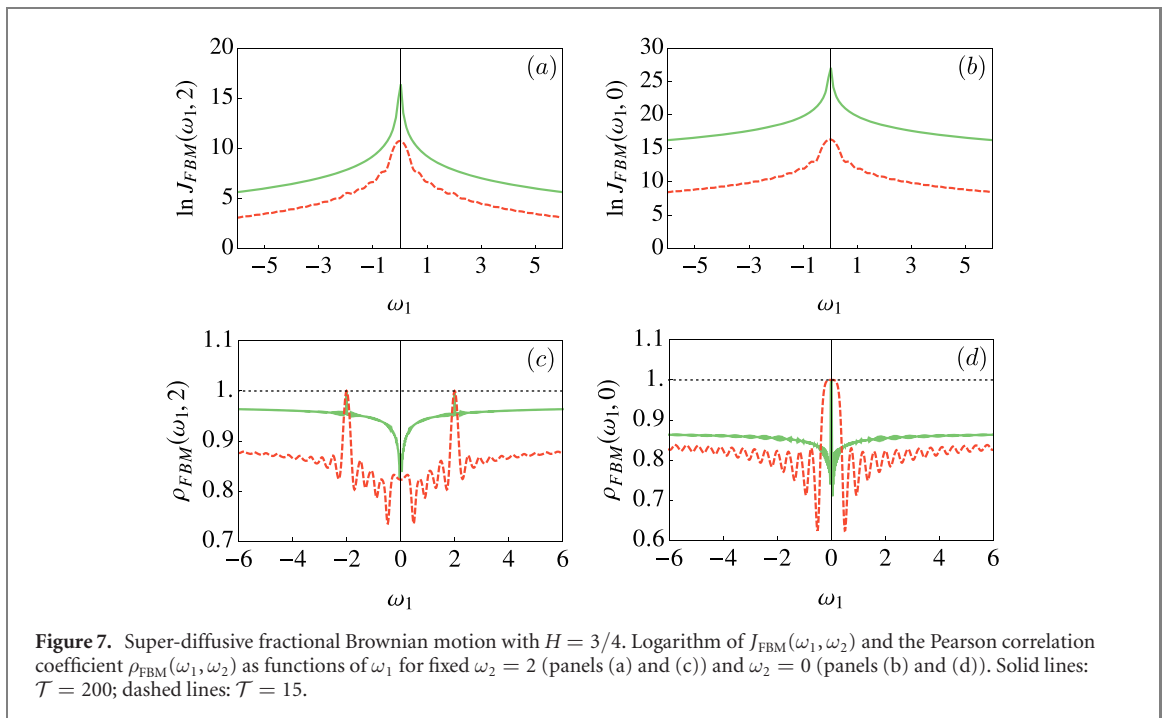 20
15
10
5
0
ln J_FBM(ω₁, 2)
(a)
−5 −3 −1 1 3 5
ω₁
30
25
20
15
10
5
0
ln J_FBM(ω₁, 0)
(b)
−5 −3 −1 1 3 5
ω₁
1.1
1.
0.9
0.8
0.7
ρ_FBM(ω₁, 2)
(c)
−6 −4 −2 0 2 4 6
ω₁
1.1
1.
0.9
0.8
0.7
0.6
ρ_FBM(ω₁, 0)
(d)
−6 −4 −2 0 2 4 6
ω₁
Figure 7. Super-diffusive fractional Brownian motion with H = 3/4. Logarithm of J_FBM(ω₁, ω₂) and the Pearson correlation
coefficient ρ_FBM(ω₁, ω₂) as functions of ω₁ for fixed ω₂ = 2 (panels (a) and (c)) and ω₂ = 0 (panels (b) and (d)). Solid lines:
𝒯 = 200; dashed lines: 𝒯 = 15.